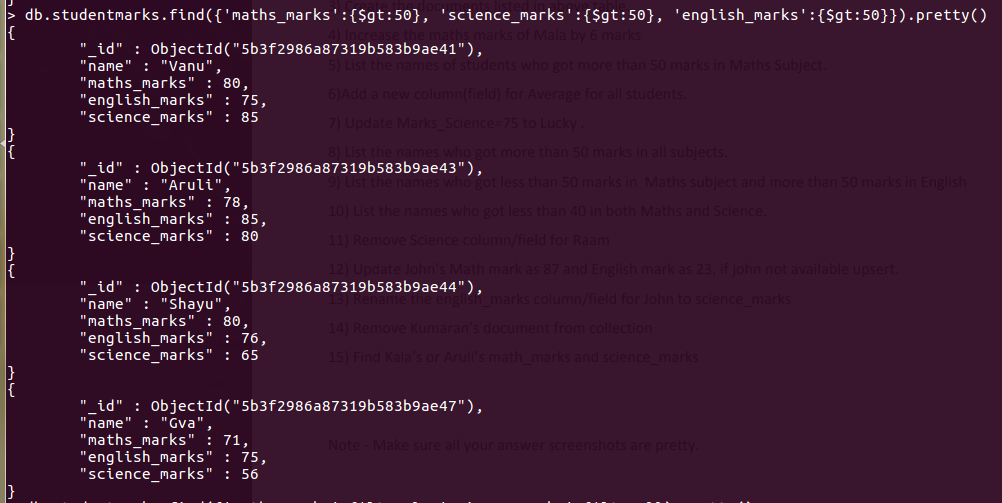 3) Create the documents listed in above table
> db.studentmarks.find({'maths_marks':{$gt:50}, 'science_marks':{$gt:50}, 'english_marks':{$gt:50}}).pretty()
{
"_id" : ObjectId("5b3f2986a87319b583b9ae41"),
"name" : "Vanu",
"maths_marks" : 80,
"english_marks" : 75,
"science_marks" : 85
}
{
"_id" : ObjectId("5b3f2986a87319b583b9ae43"),
"name" : "Aruli",
"maths_marks" : 78,
"english_marks" : 85,
"science_marks" : 80
}
{
"_id" : ObjectId("5b3f2986a87319b583b9ae44"),
"name" : "Shayu",
"maths_marks" : 80,
"english_marks" : 76,
"science_marks" : 65
}
{
"_id" : ObjectId("5b3f2986a87319b583b9ae47"),
"name" : "Gva",
"maths_marks" : 71,
"english_marks" : 75,
"science_marks" : 56
}
4) Increase the maths marks of Mala by 6 marks
5) List the names of students who got more than 50 marks in Maths Subject.
6)Add a new column(field) for Average for all students.
7) Update Marks_Science=75 to Lucky .
8) List the names who got more than 50 marks in all subjects.
9) List the names who got less than 50 marks in Maths subject and more than 50 marks in English
10) List the names who got less than 40 in both Maths and Science.
11) Remove Science column/field for Raam
12) Update John's Math mark as 87 and English mark as 23, if john not available upsert.
13) Rename the english_marks column/field for John to science_marks
14) Remove Kumaran's document from collection
15) Find Kala's or Aruli's math_marks and science_marks
Note - Make sure all your answer screenshots are pretty.